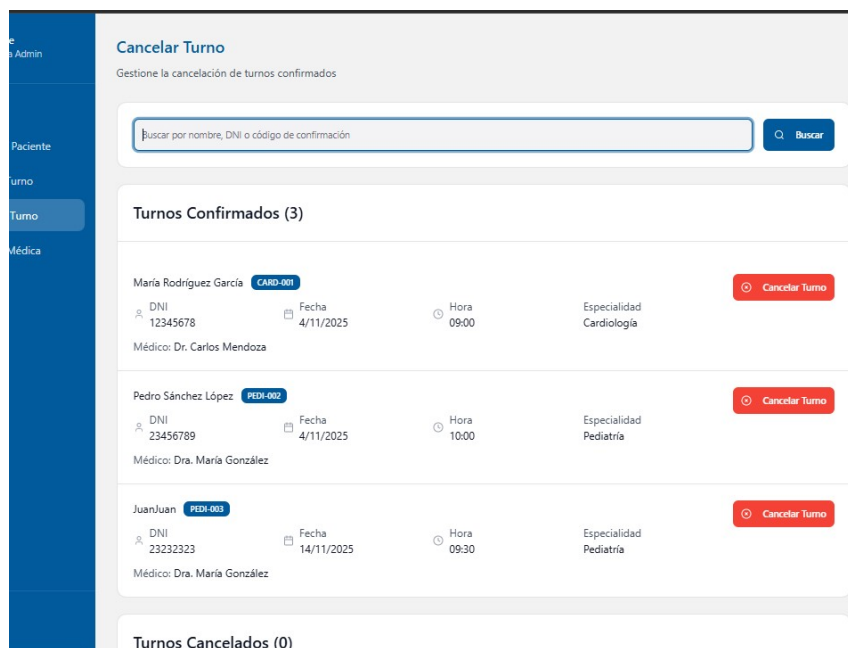 e
a Admin
Paciente
Turno
Turno
Médica
Cancelar Turno
Gestione la cancelación de turnos confirmados
Buscar por nombre, DNI o código de confirmación
Buscar
Turnos Confirmados (3)
María Rodríguez García CARD-001
Cancelar Turno
DNI Fecha Hora Especialidad
12345678 4/11/2025 09:00 Cardiología
Médico: Dr. Carlos Mendoza
Pedro Sánchez López PEDI-002
Cancelar Turno
DNI Fecha Hora Especialidad
23456789 4/11/2025 10:00 Pediatría
Médico: Dra. María González
JuanJuan PEDI-003
Cancelar Turno
DNI Fecha Hora Especialidad
23232323 14/11/2025 09:30 Pediatría
Médico: Dra. María González
Turnos Cancelados (0)